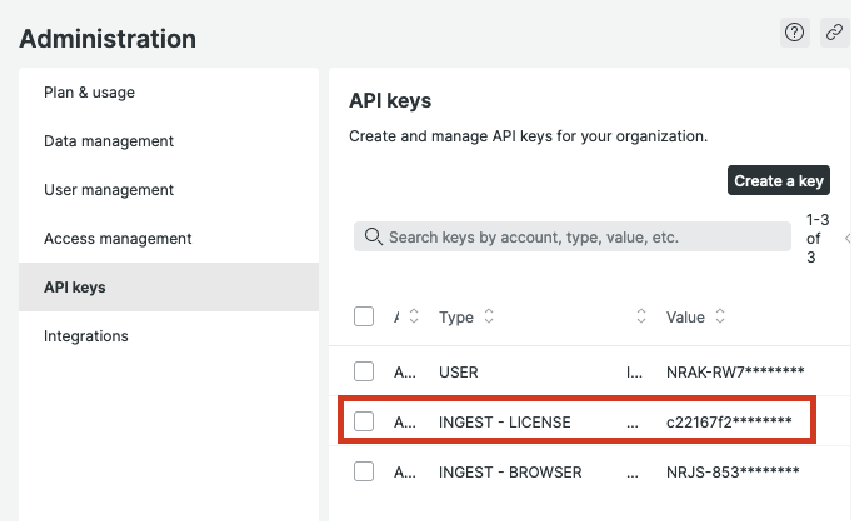 Administration
Plan & usage
Data management
User management
Access management
API keys
Integrations
API keys
Create and manage API keys for your organization.
Create a key
Search keys by account, type, value, etc.
1-3
of
3
Type Value
A... USER I... NRAK-RW7********
A... INGEST - LICENSE ... c22167f2********
A... INGEST - BROWSER ... NRJS-853********